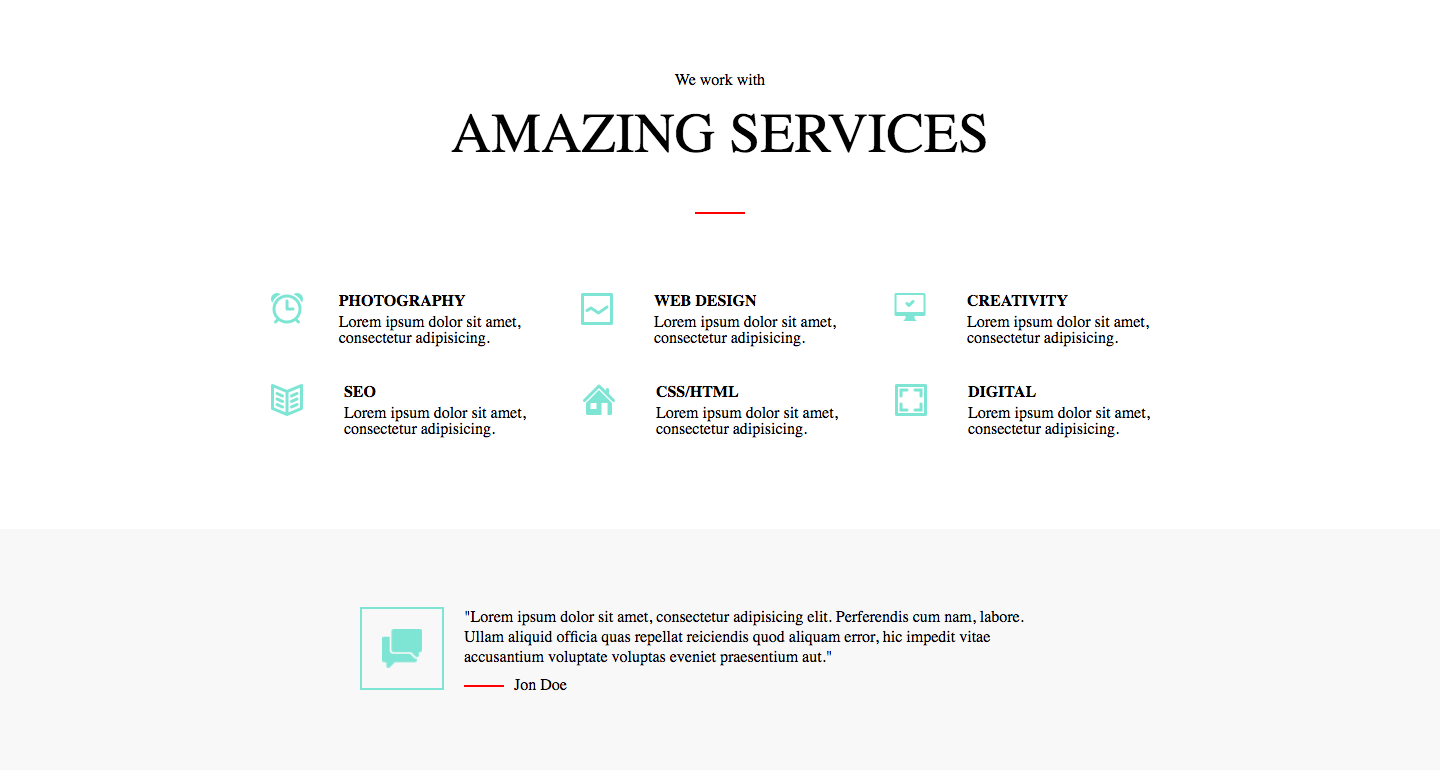 We work with
AMAZING SERVICES
PHOTOGRAPHY
Lorem ipsum dolor sit amet,
consectetur adipisicing.
WEB DESIGN
Lorem ipsum dolor sit amet,
consectetur adipisicing.
CREATIVITY
Lorem ipsum dolor sit amet,
consectetur adipisicing.
SEO
Lorem ipsum dolor sit amet,
consectetur adipisicing.
CSS/HTML
Lorem ipsum dolor sit amet,
consectetur adipisicing.
DIGITAL
Lorem ipsum dolor sit amet,
consectetur adipisicing.
"Lorem ipsum dolor sit amet, consectetur adipisicing elit. Perferendis cum nam, labore.
Ullam aliquid officia quas repellat reiciendis quod aliquam error, hic impedit vitae
accusantium voluptate voluptas eveniet praesentium aut."
Jon Doe